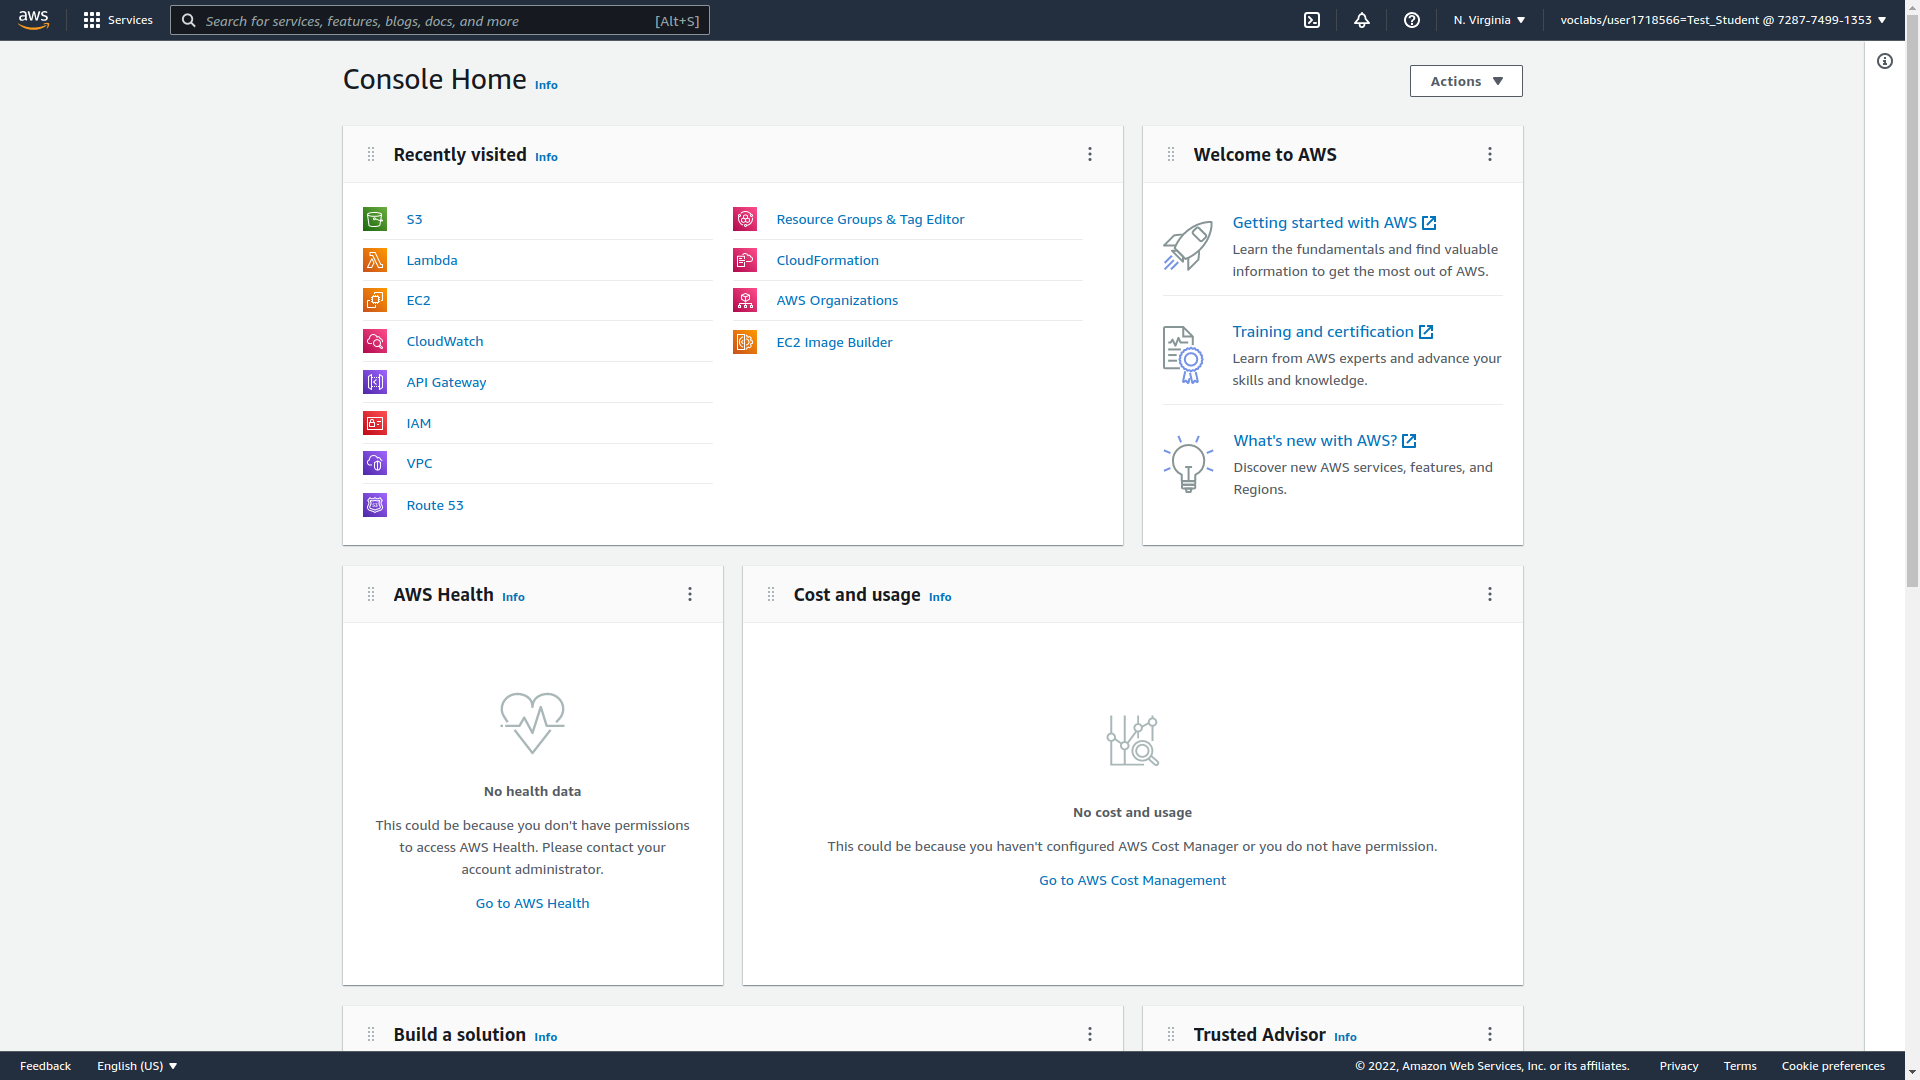 aws
Services
Search for services, features, blogs, docs, and more
[Alt+S]
N. Virginia
voclabs/user1718566=Test_Student @ 7287-7499-1353
Console Home Info
Actions
Recently visited Info
S3
Lambda
EC2
CloudWatch
API Gateway
IAM
VPC
Route 53
Resource Groups & Tag Editor
CloudFormation
AWS Organizations
EC2 Image Builder
Welcome to AWS
Getting started with AWS
Learn the fundamentals and find valuable
information to get the most out of AWS.
Training and certification
Learn from AWS experts and advance your
skills and knowledge.
What's new with AWS?
Discover new AWS services, features, and
Regions.
AWS Health Info
No health data
This could be because you don't have permissions
to access AWS Health. Please contact your
account administrator.
Go to AWS Health
Cost and usage Info
No cost and usage
This could be because you haven't configured AWS Cost Manager or you do not have permission.
Go to AWS Cost Management
Build a solution Info
Trusted Advisor Info
Feedback
English (US)
© 2022, Amazon Web Services, Inc. or its affiliates.
Privacy
Terms
Cookie preferences